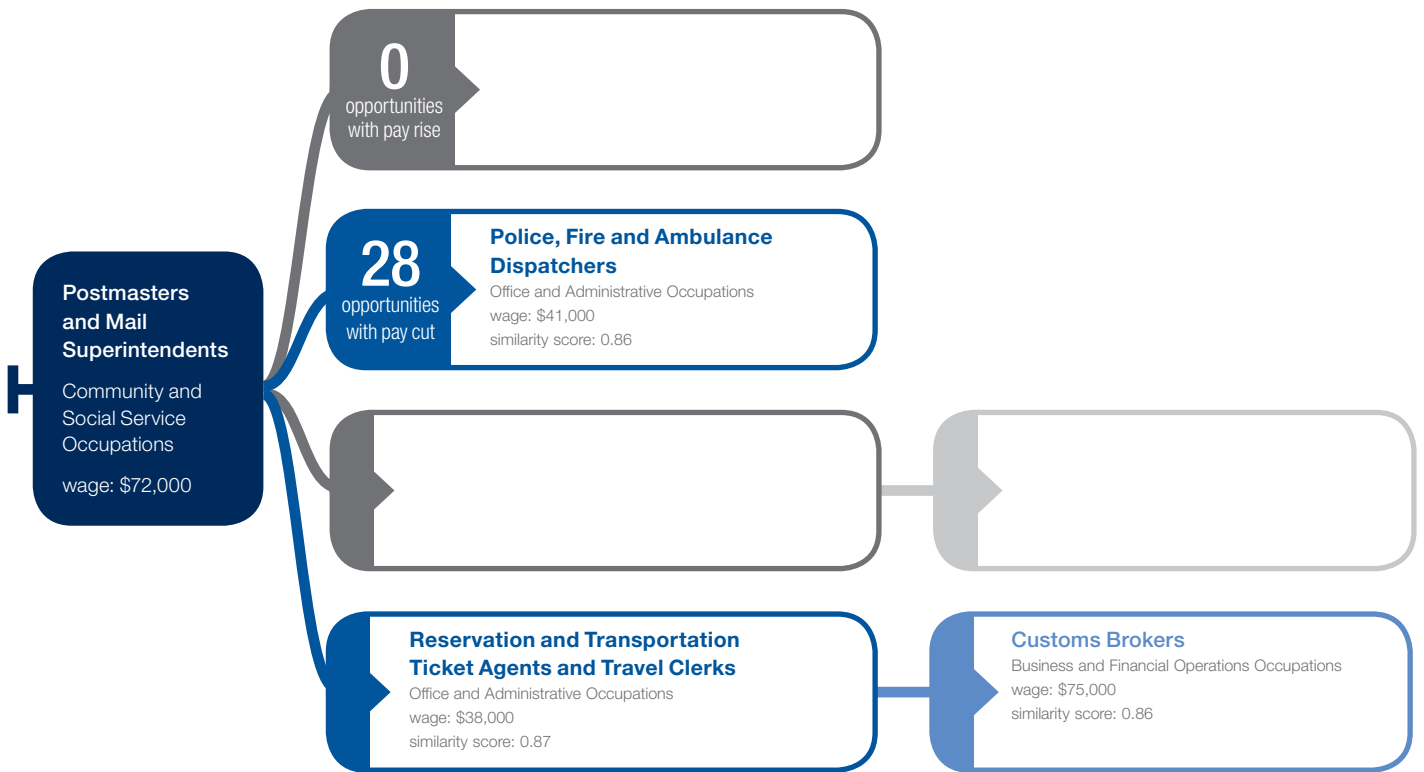 Postmasters
and Mail
Superintendents
Community and
Social Service
Occupations
wage: $72,000
0
opportunities
with pay rise
28
opportunities
with pay cut
Police, Fire and Ambulance
Dispatchers
Office and Administrative Occupations
wage: $41,000
similarity score: 0.86
Reservation and Transportation
Ticket Agents and Travel Clerks
Office and Administrative Occupations
wage: $38,000
similarity score: 0.87
Customs Brokers
Business and Financial Operations Occupations
wage: $75,000
similarity score: 0.86